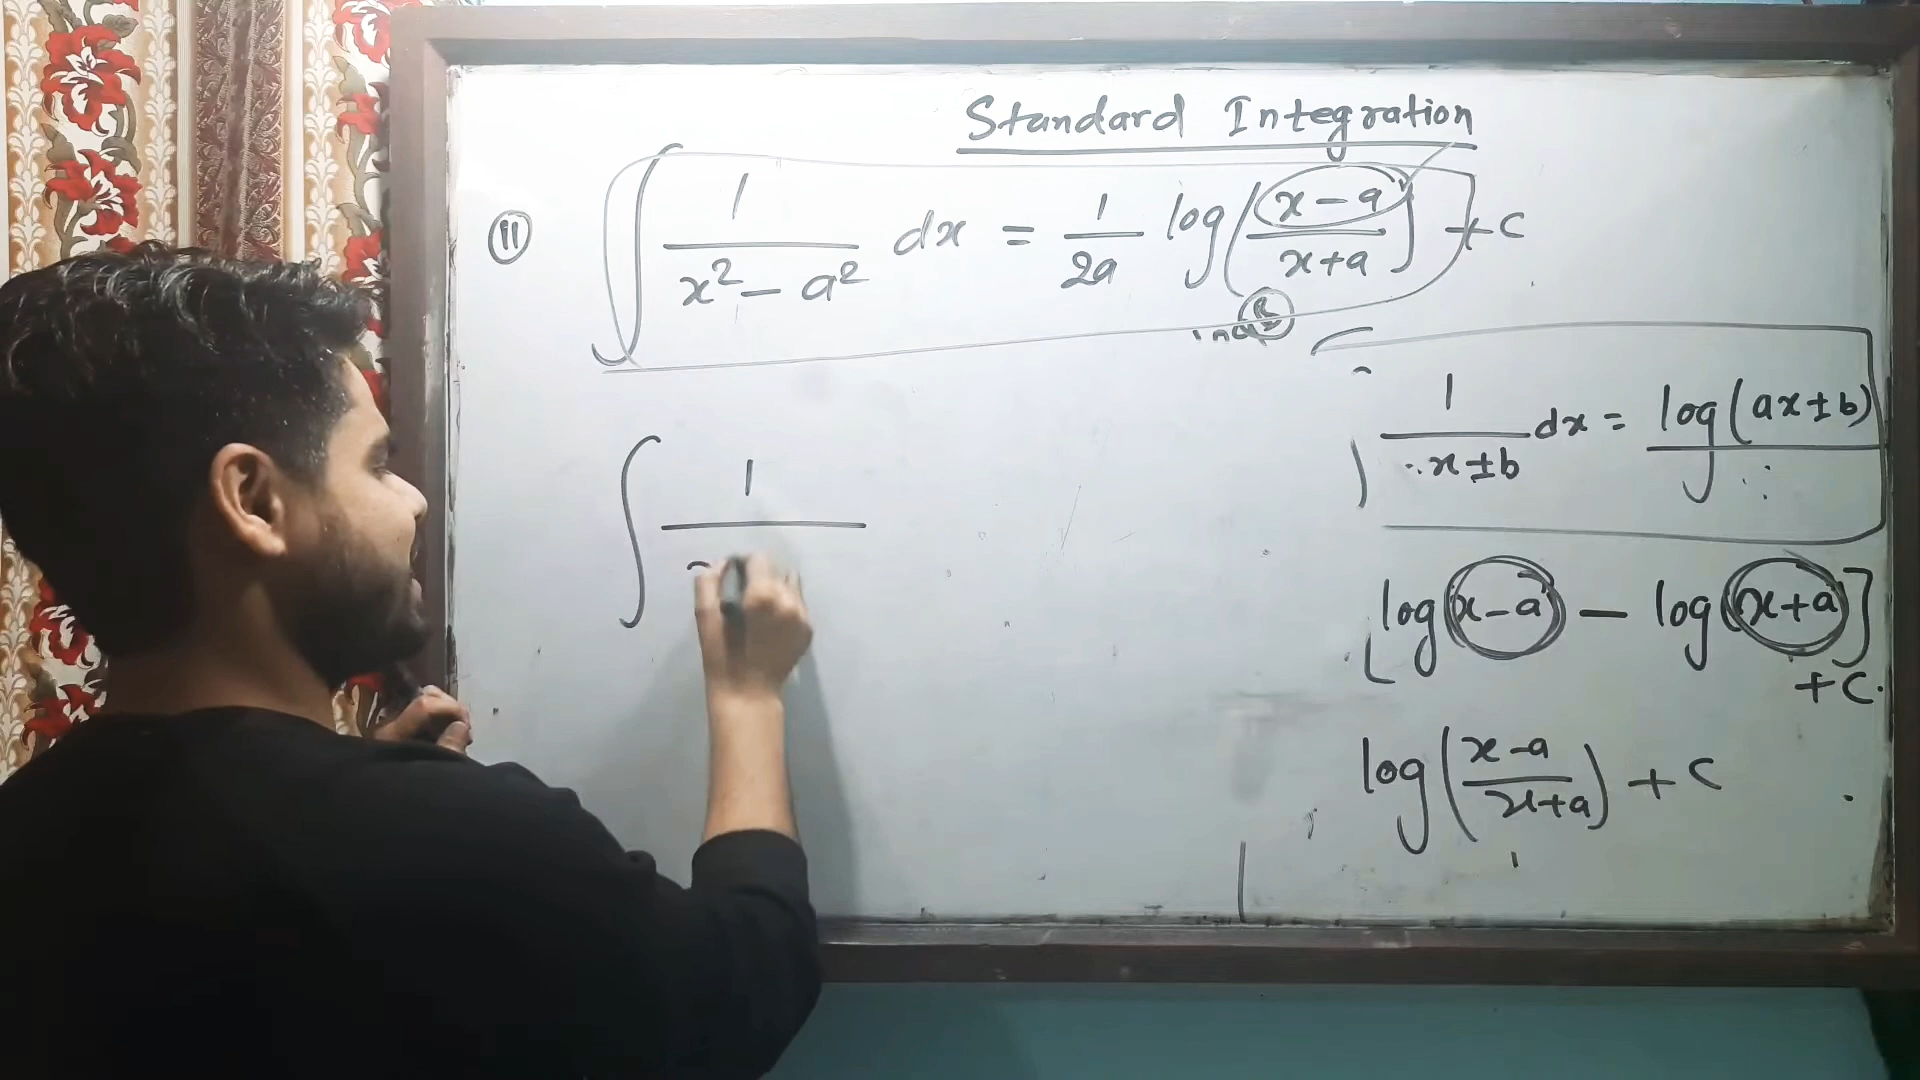 Standard Integration
⑪ ∫ 1/(x² - a²) dx = 1/2a log(x-a/x+a) + c
∫ 1/x±b dx = log(ax±b)
∫ 1
log(x-a) - log(x+a)]
+ c.
log(x-a/x+a) + c